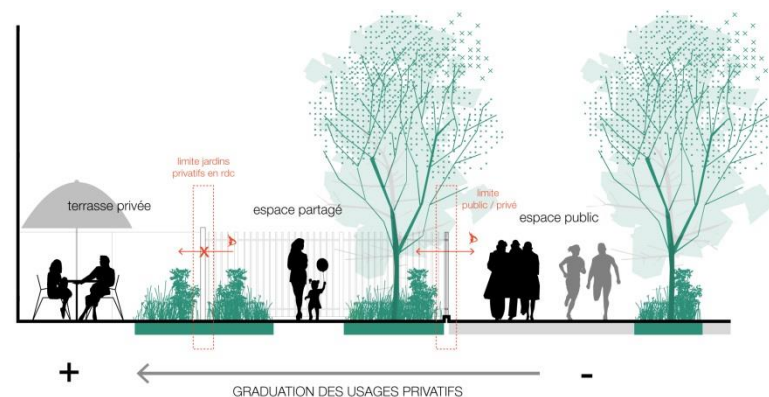 limite jardins
privatifs en rdc
terrasse privée
espace partagé
limite
public / privé
espace public
X
+
-
GRADUATION DES USAGES PRIVATIFS